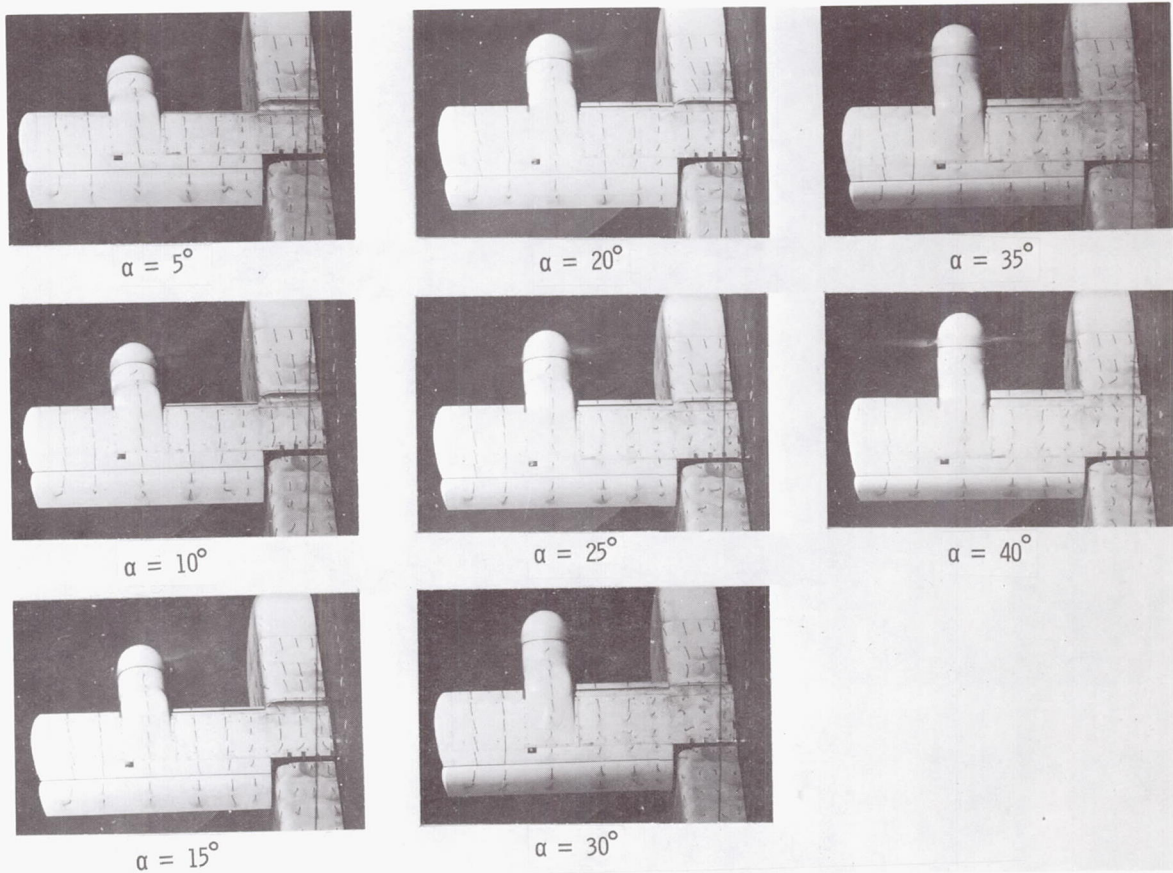 α = 5°
α = 20°
α = 35°
α = 10°
α = 25°
α = 40°
α = 15°
α = 30°